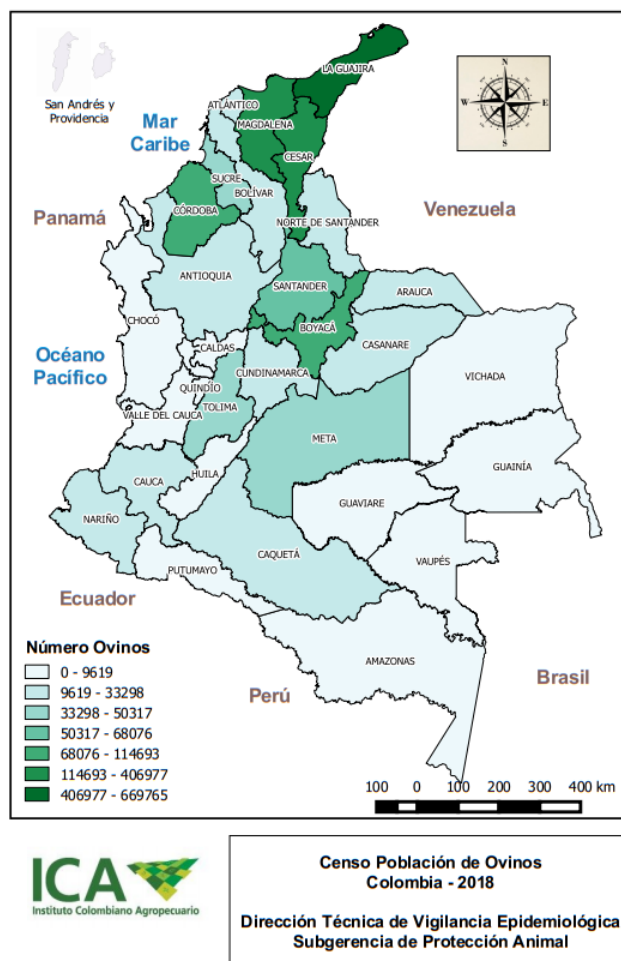 San Andrés y
Providencia
Mar
Caribe
Panamá
Venezuela
Océano
Pacífico
Ecuador
Perú
Brasil
N
W
E
S
LA GUAJIRA
ATLÁNTICO
MAGDALENA
CESAR
SUCRE
BOLÍVAR
CÓRDOBA
NORTE DE SANTANDER
ANTIOQUIA
SANTANDER
ARAUCA
CHOCÓ
BOYACÁ
CALDAS
CASANARE
CUNDINAMARCA
VICHADA
QUINDÍO
TOLIMA
VALLE DEL CAUCA
META
GUAINÍA
HUILA
CAUCA
GUAVIARE
NARIÑO
CAQUETÁ
VAUPÉS
PUTUMAYO
AMAZONAS
Número Ovinos
0 - 9619
9619 - 33298
33298 - 50317
50317 - 68076
68076 - 114693
114693 - 406977
406977 - 669765
100 0 100 200 300 400 km
ICA
Instituto Colombiano Agropecuario
Censo Población de Ovinos
Colombia - 2018
Dirección Técnica de Vigilancia Epidemiológica
Subgerencia de Protección Animal